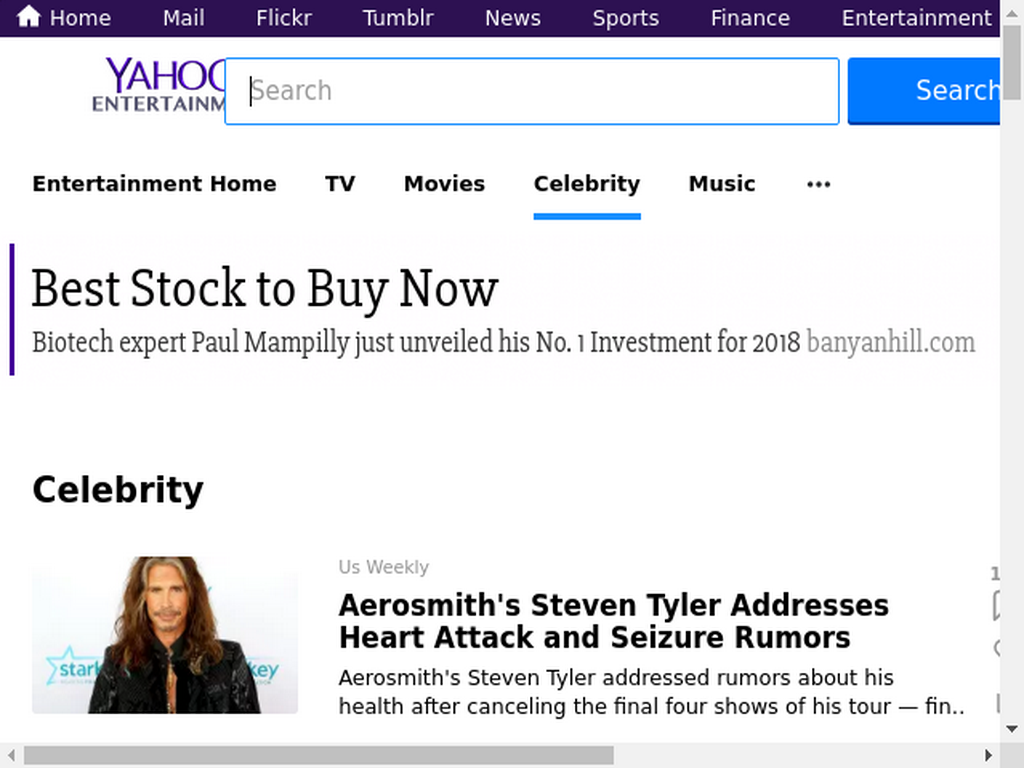 Home Mail Flickr Tumblr News Sports Finance Entertainment
YAHOO
ENTERTAINM
Search
Search
Entertainment Home TV Movies Celebrity Music •••
Best Stock to Buy Now
Biotech expert Paul Mampilly just unveiled his No. 1 Investment for 2018 banyanhill.com
Celebrity
Us Weekly
Aerosmith's Steven Tyler Addresses
Heart Attack and Seizure Rumors
Aerosmith's Steven Tyler addressed rumors about his
health after canceling the final four shows of his tour — fin..
stark
key
1